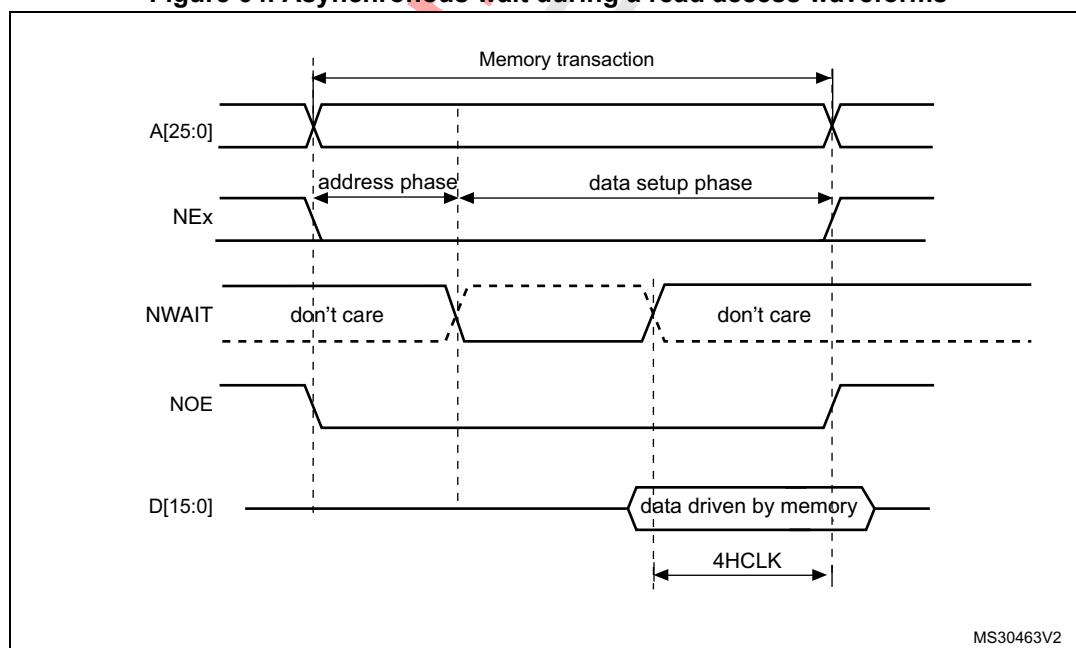 Memory transaction
A[25:0]
address phase
data setup phase
NEx
NWAIT
don't care
don't care
NOE
D[15:0]
data driven by memory
4HCLK
MS30463V2